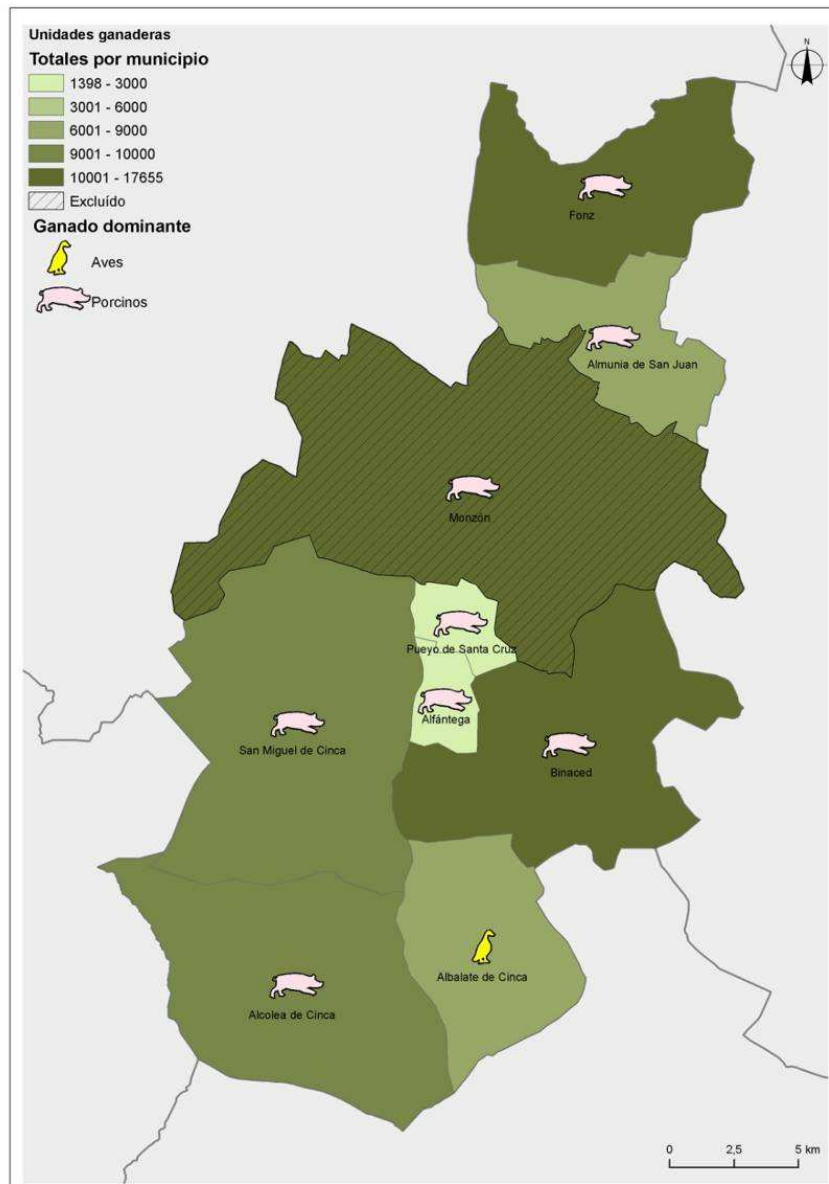 Unidades ganaderas
Totales por municipio
1398 - 3000
3001 - 6000
6001 - 9000
9001 - 10000
10001 - 17655
Excluído
Ganado dominante
Aves
Porcinos
N
Fonz
Almunia de San Juan
Monzón
Pueyo de Santa Cruz
Alfántega
San Miguel de Cinca
Binaced
Albalate de Cinca
Alcolea de Cinca
0 2,5 5 km